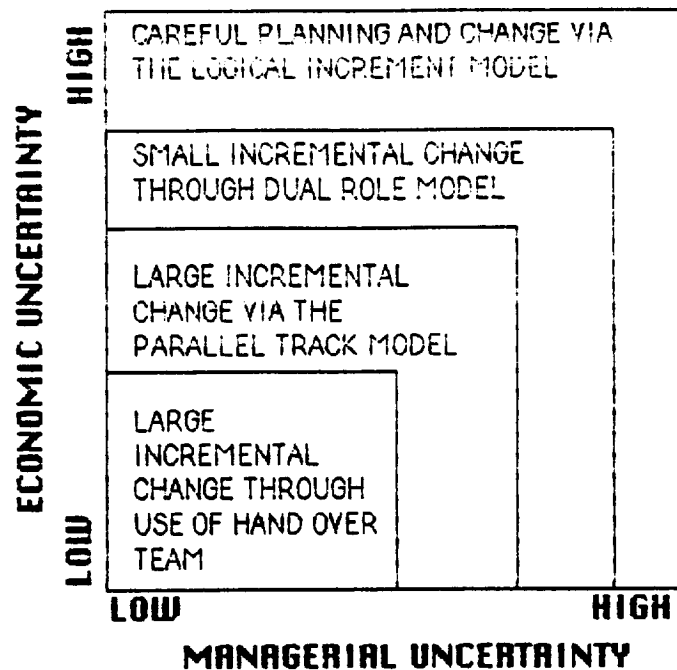 HIGH
CAREFUL PLANNING AND CHANGE VIA
THE LOGICAL INCREMENT MODEL
SMALL INCREMENTAL CHANGE
THROUGH DUAL ROLE MODEL
LARGE INCREMENTAL
CHANGE VIA THE
PARALLEL TRACK MODEL
LARGE
INCREMENTAL
CHANGE THROUGH
USE OF HAND OVER
TEAM
ECONOMIC UNCERTAINTY
LOW
LOW
HIGH
MANAGERIAL UNCERTAINTY